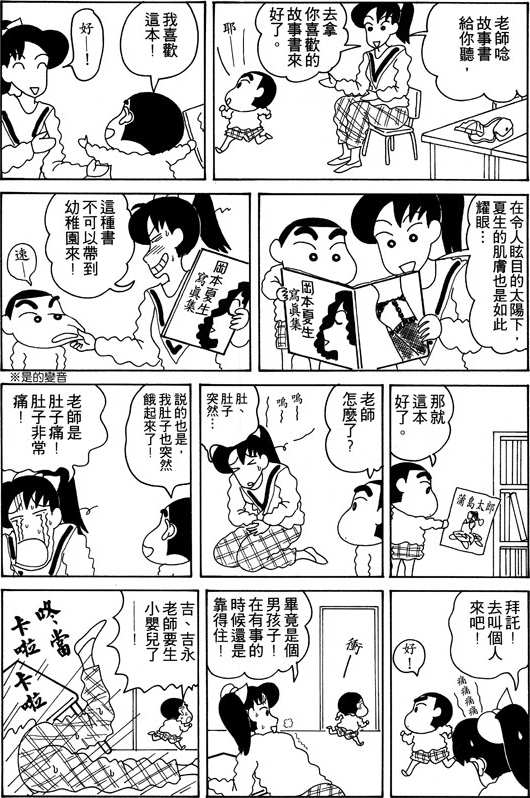 老師唸
故事書
給你聽，
去拿
你喜歡的
故事書來
好了。
耶
我喜歡
這本！
好ー！
在令人眩目的太陽下，
夏生的肌膚也是如此
耀眼…
岡本夏生
寫真集
這種書
不可以帶到
幼稚園來！
岡本夏生
寫真集
遠ー
※是的變音
那就
這本
好了。
蒲島太郎
老師
怎麼了？
嗚ー
嗚ー
肚、
肚子
突然…
說的也是，
我肚子也突然
餓起來了！
老師是
肚子痛！
肚子非常
痛！
拜託！
去叫個人
來吧！
痛痛痛痛
好！
衝ー
畢竟是個
男孩子！
在有事的
時候還是
靠得住！
吉、吉永
老師要生
小嬰兒了
ー！
咚、當
卡啦
卡啦